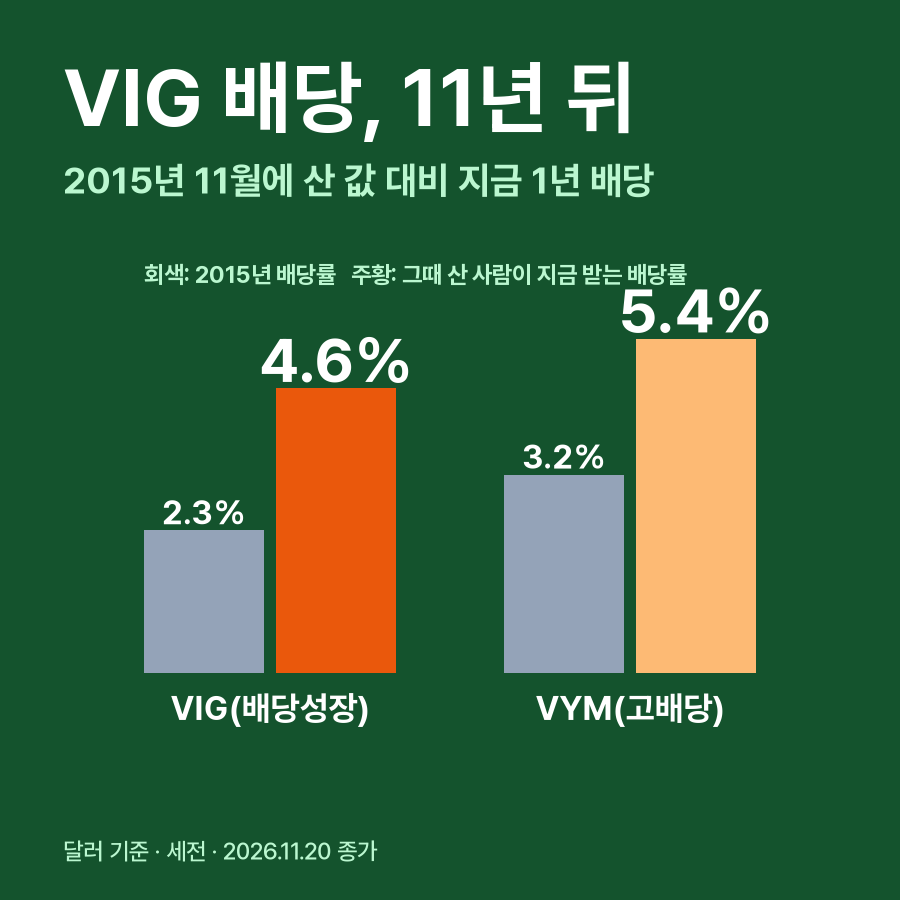 VIG 배당, 11년 뒤
2015년 11월에 산 값 대비 지금 1년 배당
회색: 2015년 배당률 주황: 그때 산 사람이 지금 받는 배당률
5.4%
4.6%
3.2%
2.3%
VIG(배당성장) VYM(고배당)
달러 기준 · 세전 · 2026.11.20 종가